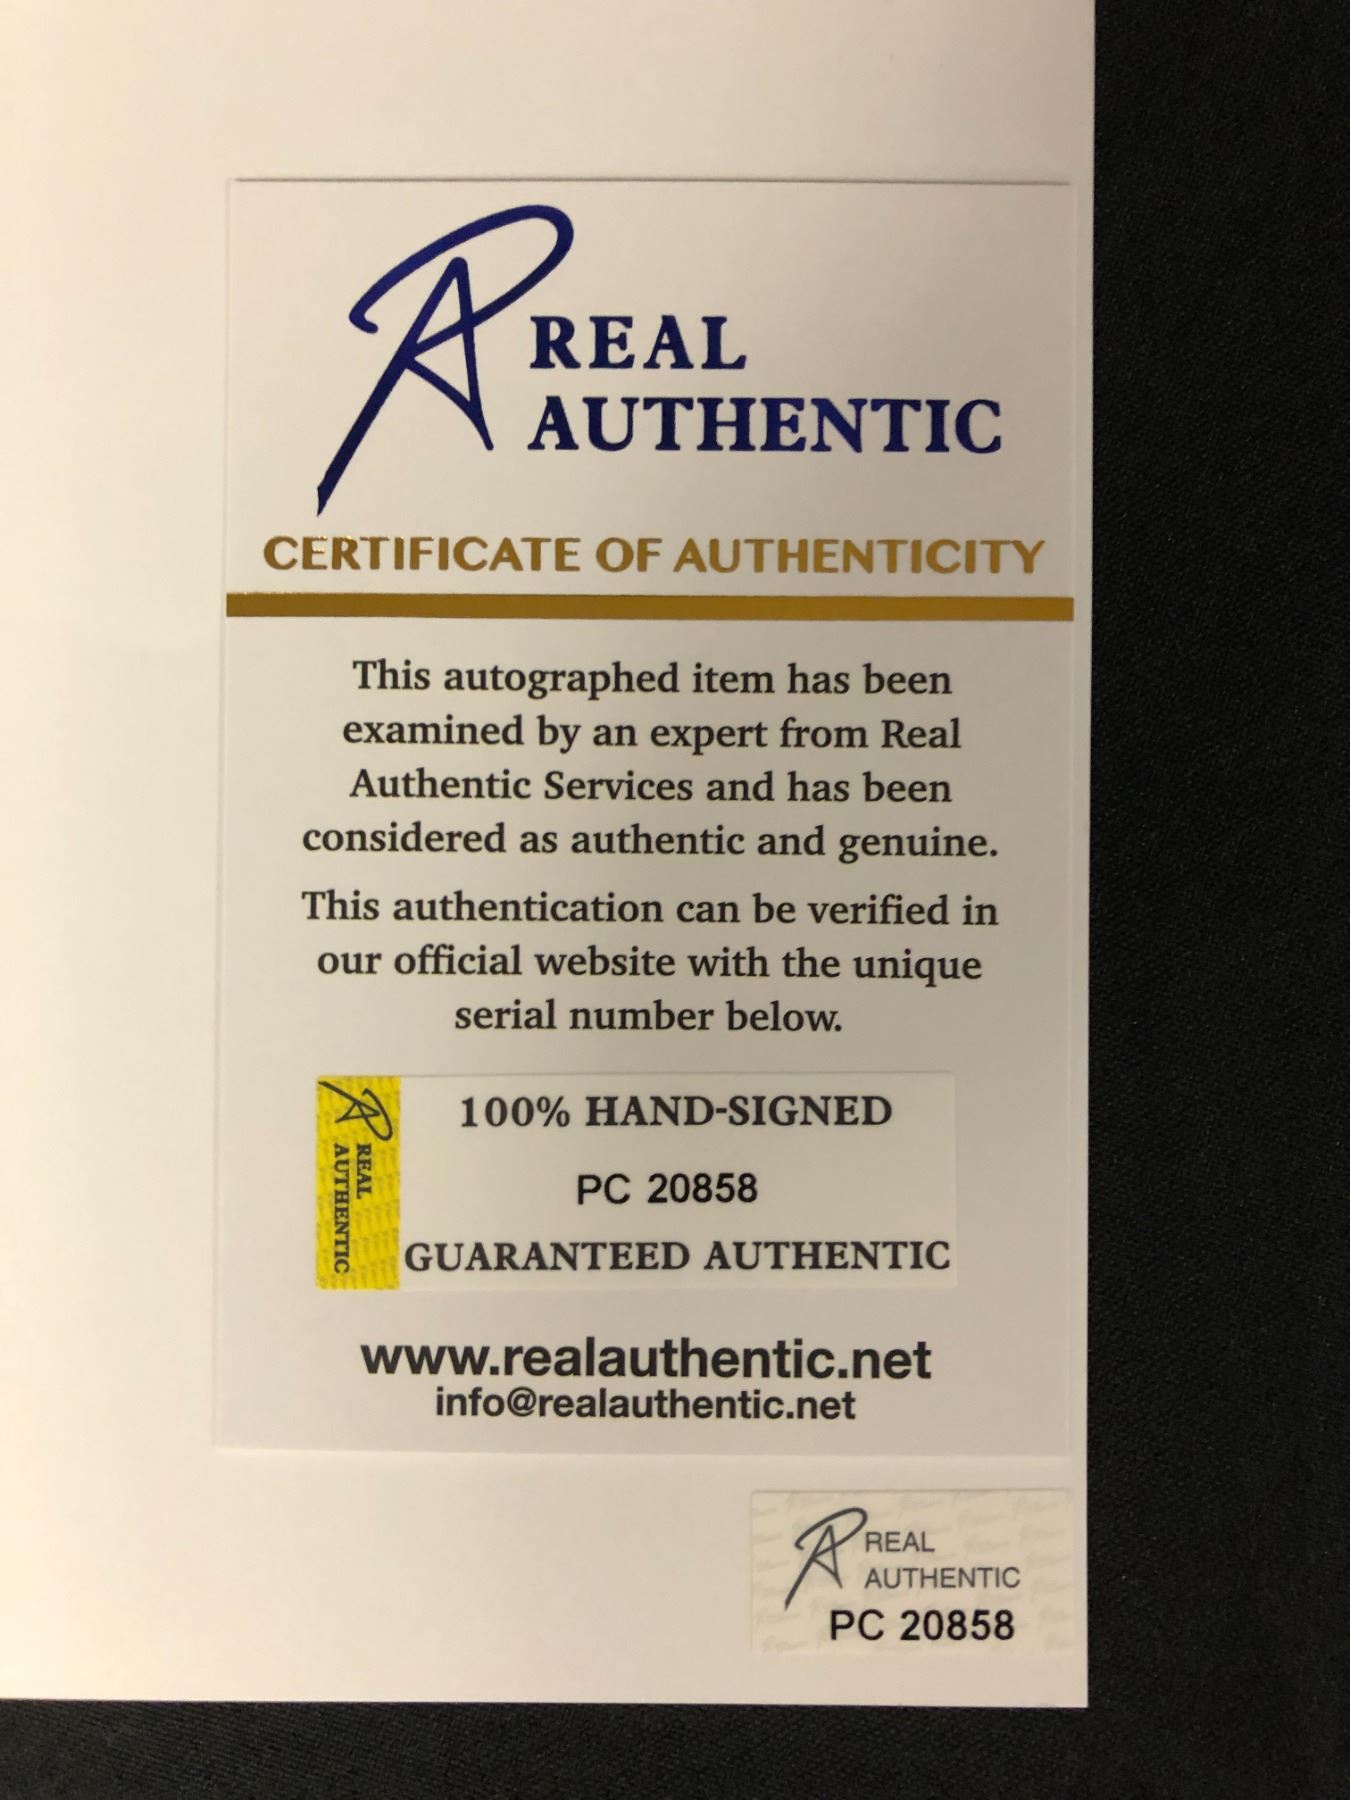 REAL
AUTHENTIC
CERTIFICATE OF AUTHENTICITY
This autographed item has been
examined by an expert from Real
Authentic Services and has been
considered as authentic and genuine.
This authentication can be verified in
our official website with the unique
serial number below.
REAL
AUTHENTIC
100% HAND-SIGNED
PC 20858
GUARANTEED AUTHENTIC
www.realauthentic.net
info@realauthentic.net
REAL
AUTHENTIC
PC 20858